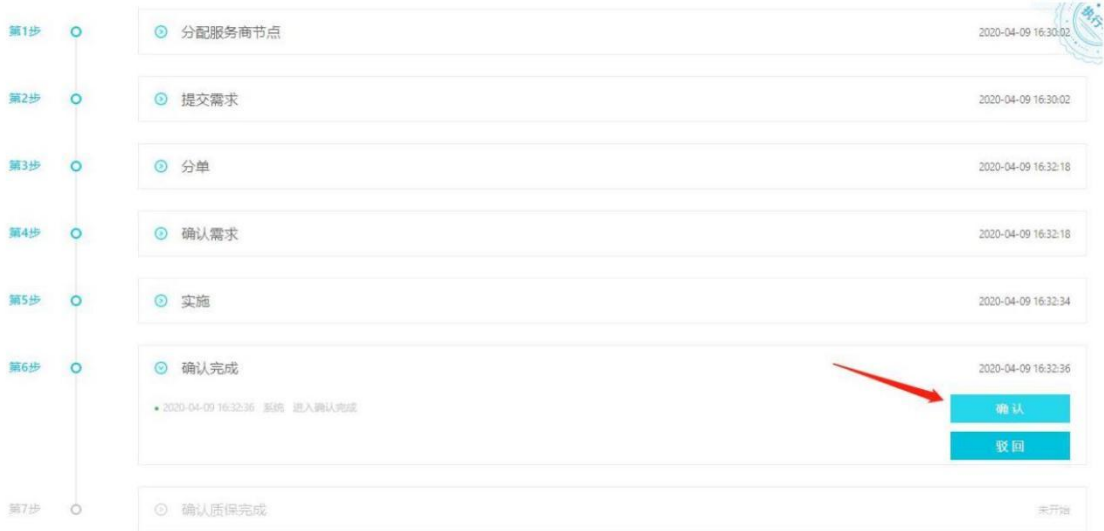 第1步 分配服务商节点 2020-04-09 16:30:02
执行
第2步 提交需求 2020-04-09 16:30:02
第3步 分单 2020-04-09 16:32:18
第4步 确认需求 2020-04-09 16:32:18
第5步 实施 2020-04-09 16:32:34
第6步 确认完成 2020-04-09 16:32:36
2020-04-09 16:32:36 系统 进入确认完成
确 认
驳 回
第7步 确认质保完成 未开始